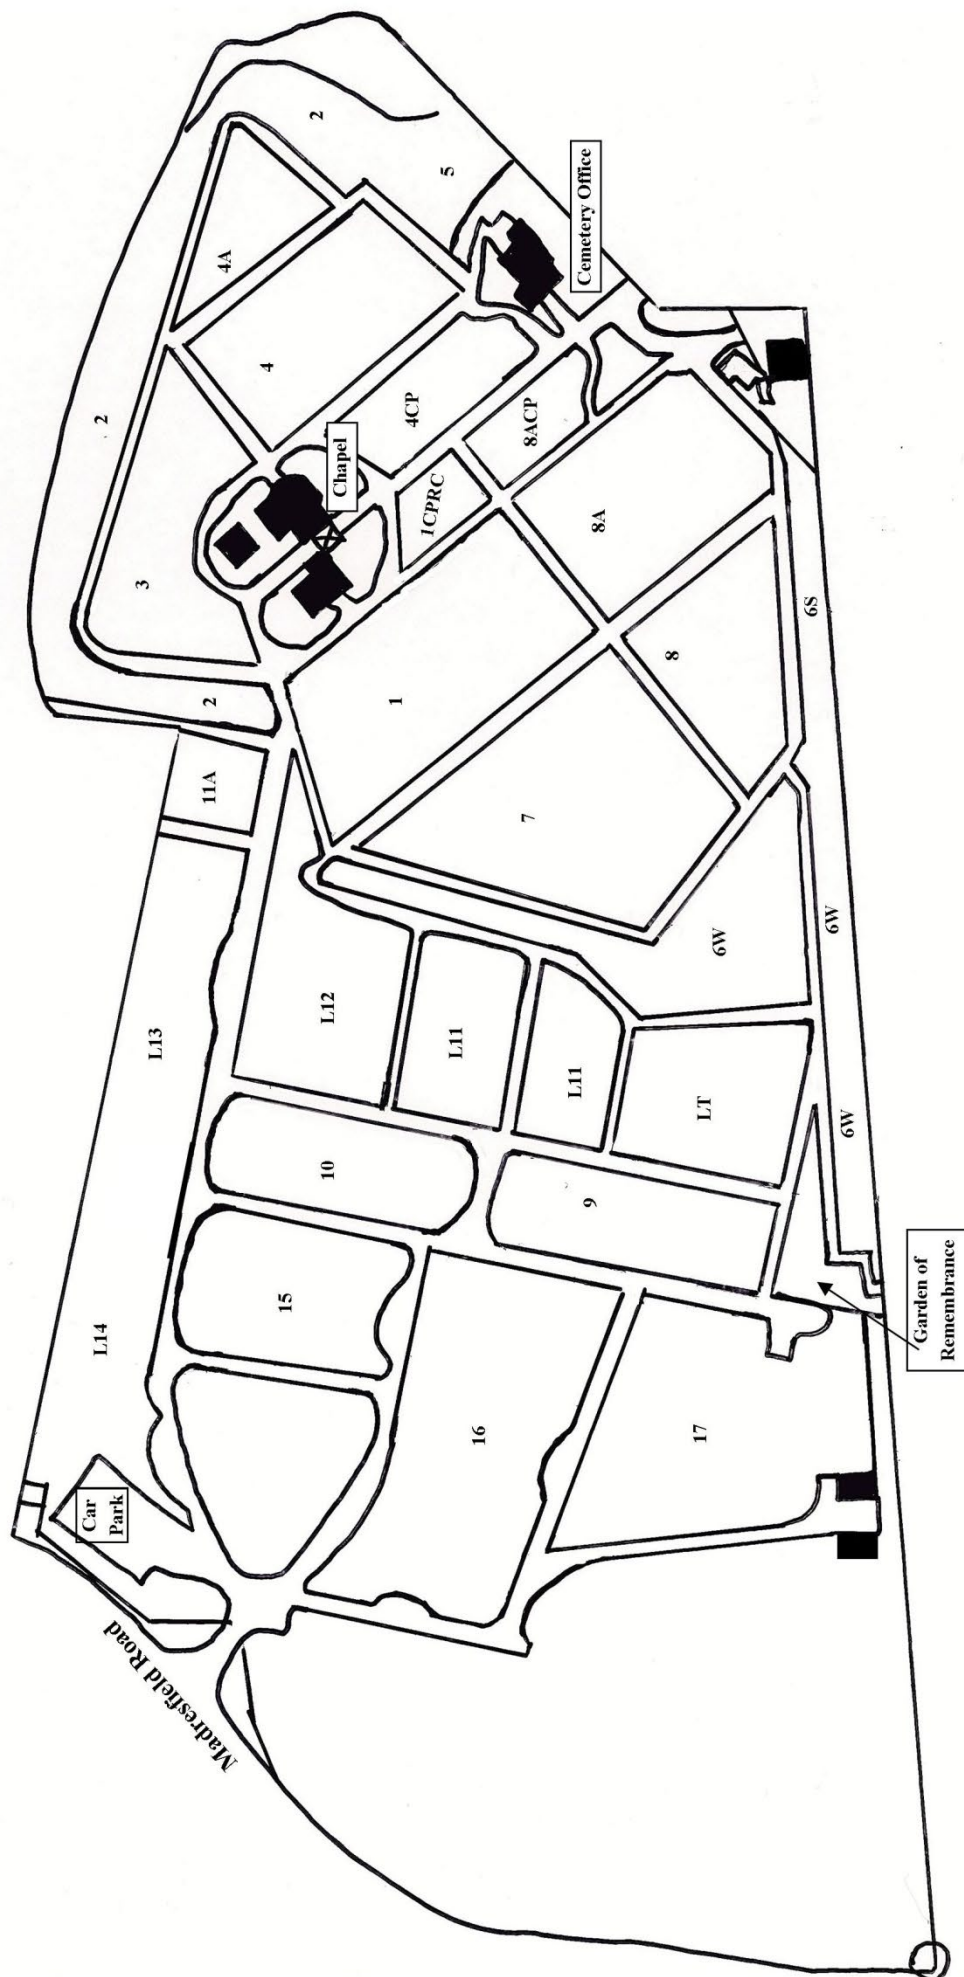 2
5
Cemetery Office
4A
4
2
4CP
Chapel
8ACP
1CPRC
8A
3
6S
8
1
2
11A
7
6W
6W
L12
L13
L11
L11
LT
6W
10
9
15
Garden of
Remembrance
L14
16
17
Car
Park
Madresfield Road